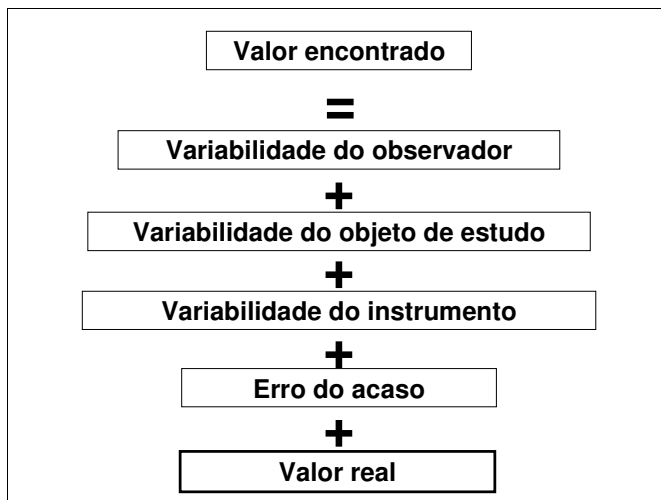 Valor encontrado
=
Variabilidade do observador
+
Variabilidade do objeto de estudo
+
Variabilidade do instrumento
+
Erro do acaso
+
Valor real